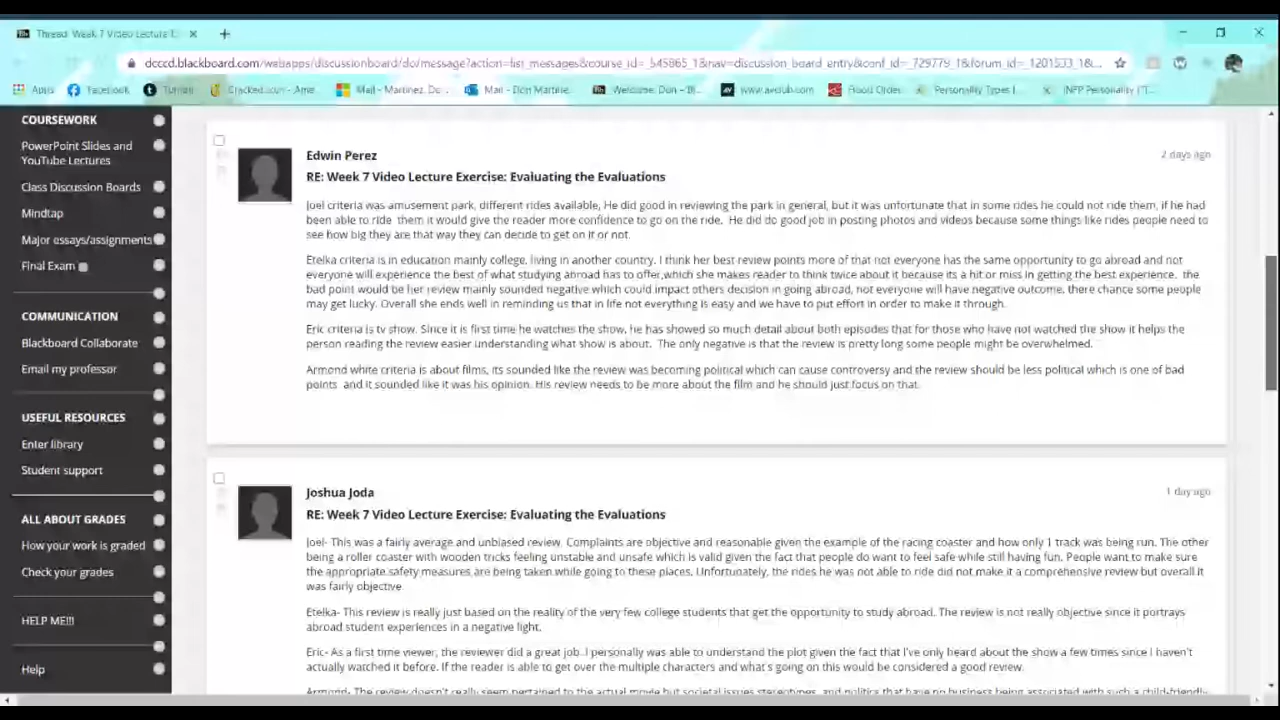 Thread: Week 7 Video Lecture E
dcccd.blackboard.com/webapps/discussionboard/do/message?action=list_messages&course_id=_545865_1&nav=discussion_board_entry&conf_id=_729779_1&forum_id=_1201533_1&...
Apps Facebook Tumblr Cracked.com - Ame... Mail - Martinez, Do... Mail - Don Martine... Welcome, Don – Bl... www.avclub.com Food Order Personality Types |... INFP Personality ("T...
COURSEWORK
PowerPoint Slides and
YouTube Lectures
Class Discussion Boards
Mindtap
Major essays/assignments
Final Exam
COMMUNICATION
Blackboard Collaborate
Email my professor
USEFUL RESOURCES
Enter library
Student support
ALL ABOUT GRADES
How your work is graded
Check your grades
HELP ME!!!
Help
Edwin Perez 2 days ago
RE: Week 7 Video Lecture Exercise: Evaluating the Evaluations
Joel criteria was amusement park, different rides available, He did good in reviewing the park in general, but it was unfortunate that in some rides he could not ride them, if he had
been able to ride them it would give the reader more confidence to go on the ride. He did do good job in posting photos and videos because some things like rides people need to
see how big they are that way they can decide to get on it or not.
Etelka criteria is in education mainly college, living in another country. I think her best review points more of that not everyone has the same opportunity to go abroad and not
everyone will experience the best of what studying abroad has to offer,which she makes reader to think twice about it because its a hit or miss in getting the best experience. the
bad point would be her review mainly sounded negative which could impact others decision in going abroad, not everyone will have negative outcome, there chance some people
may get lucky. Overall she ends well in reminding us that in life not everything is easy and we have to put effort in order to make it through.
Eric criteria is tv show. Since it is first time he watches the show, he has showed so much detail about both episodes that for those who have not watched the show it helps the
person reading the review easier understanding what show is about. The only negative is that the review is pretty long some people might be overwhelmed.
Armond white criteria is about films, its sounded like the review was becoming political which can cause controversy and the review should be less political which is one of bad
points and it sounded like it was his opinion. His review needs to be more about the film and he should just focus on that.
Joshua Joda 1 day ago
RE: Week 7 Video Lecture Exercise: Evaluating the Evaluations
Joel- This was a fairly average and unbiased review. Complaints are objective and reasonable given the example of the racing coaster and how only 1 track was being run. The other
being a roller coaster with wooden tricks feeling unstable and unsafe which is valid given the fact that people do want to feel safe while still having fun. People want to make sure
the appropriate safety measures are being taken while going to these places. Unfortunately, the rides he was not able to ride did not make it a comprehensive review but overall it
was fairly objective.
Etelka- This review is really just based on the reality of the very few college students that get the opportunity to study abroad. The review is not really objective since it portrays
abroad student experiences in a negative light.
Eric- As a first time viewer, the reviewer did a great job. I personally was able to understand the plot given the fact that I've only heard about the show a few times since I haven't
actually watched it before. If the reader is able to get over the multiple characters and what's going on this would be considered a good review.
Armond- The review doesn't really seem pertained to the actual movie but societal issues stereotypes, and politics that have no business being associated with such a child-friendly